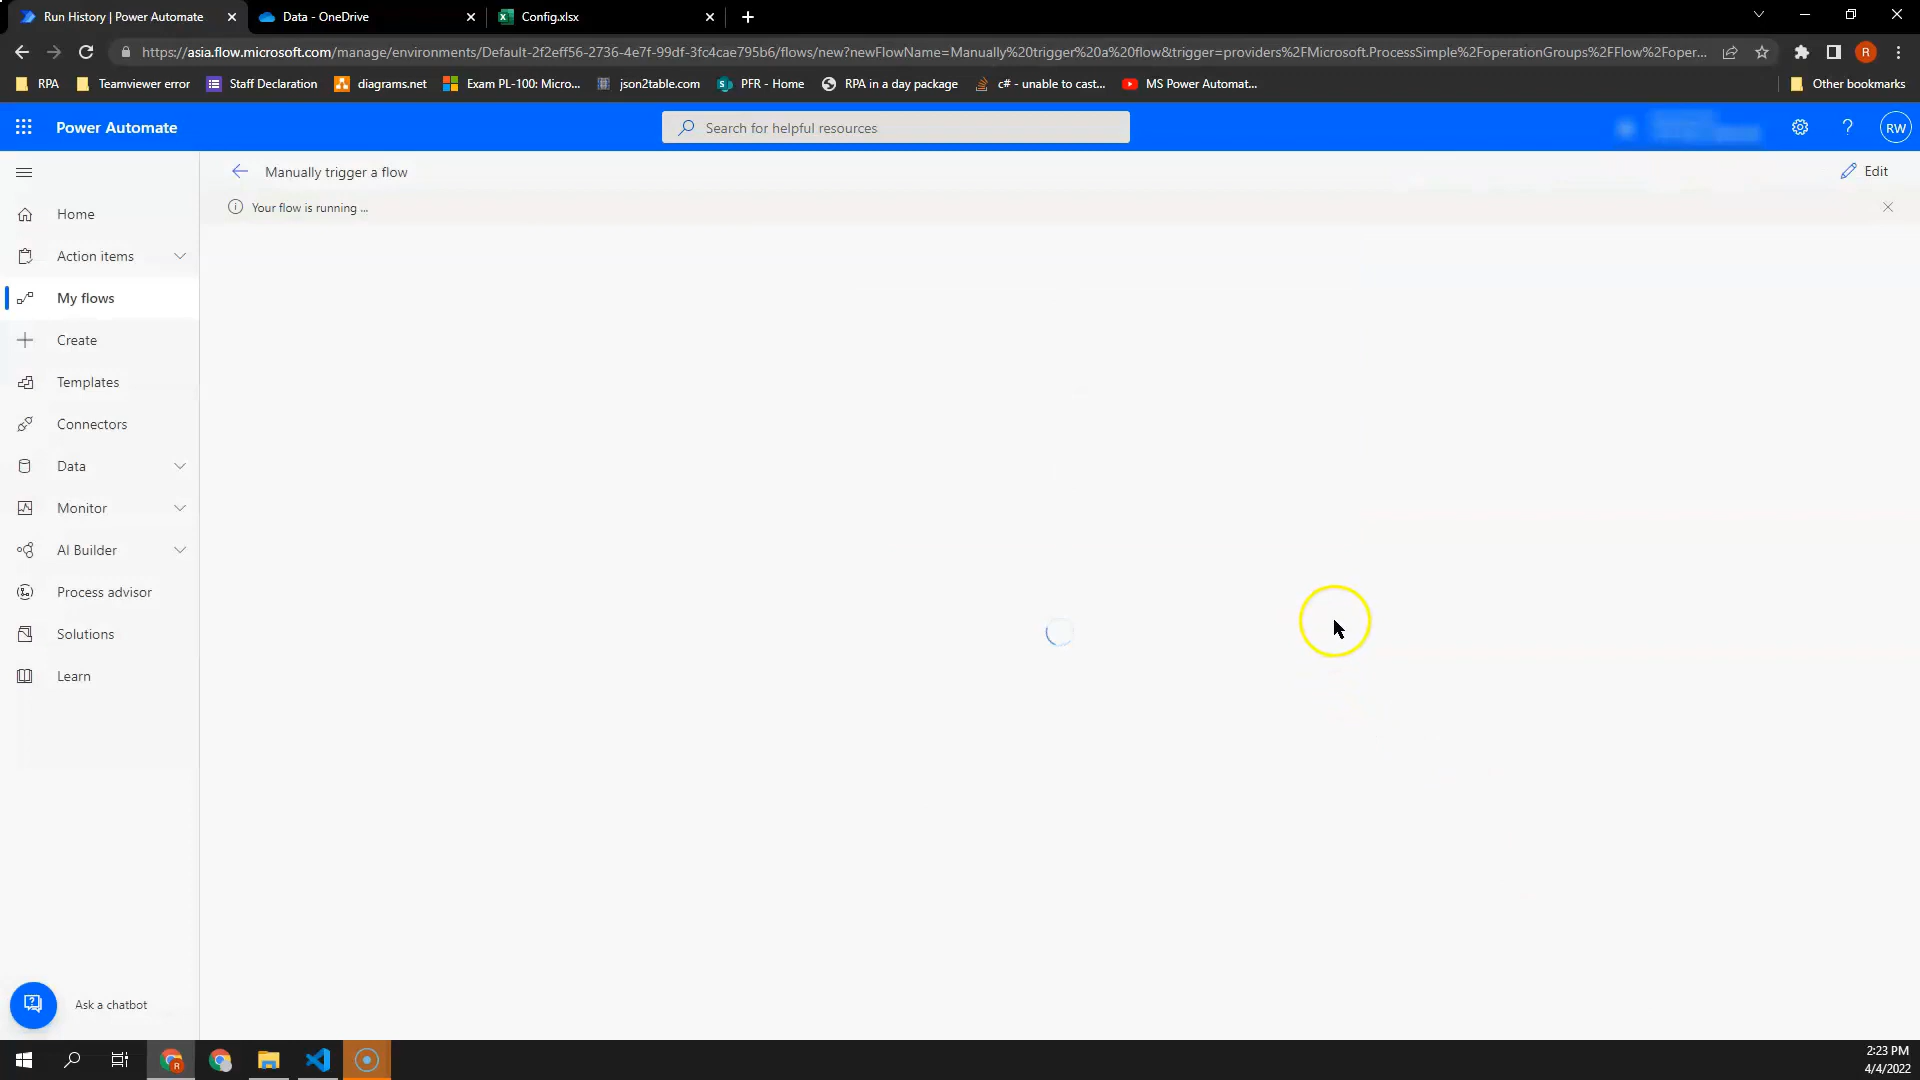 Run History | Power Automate
Data - OneDrive
Config.xlsx
https://asia.flow.microsoft.com/manage/environments/Default-2f2eff56-2736-4e7f-99df-3fc4cae795b6/flows/new?newFlowName=Manually%20trigger%20a%20flow&trigger=providers%2FMicrosoft.ProcessSimple%2FoperationGroups%2FFlow%2Foper...
R
RPA
Teamviewer error
Staff Declaration
diagrams.net
Exam PL-100: Micro...
json2table.com
PFR - Home
RPA in a day package
c# - unable to cast...
MS Power Automat...
Other bookmarks
Power Automate
Search for helpful resources
RW
Manually trigger a flow
Edit
Your flow is running ...
Home
Action items
My flows
Create
Templates
Connectors
Data
Monitor
AI Builder
Process advisor
Solutions
Learn
Ask a chatbot
2:23 PM
4/4/2022